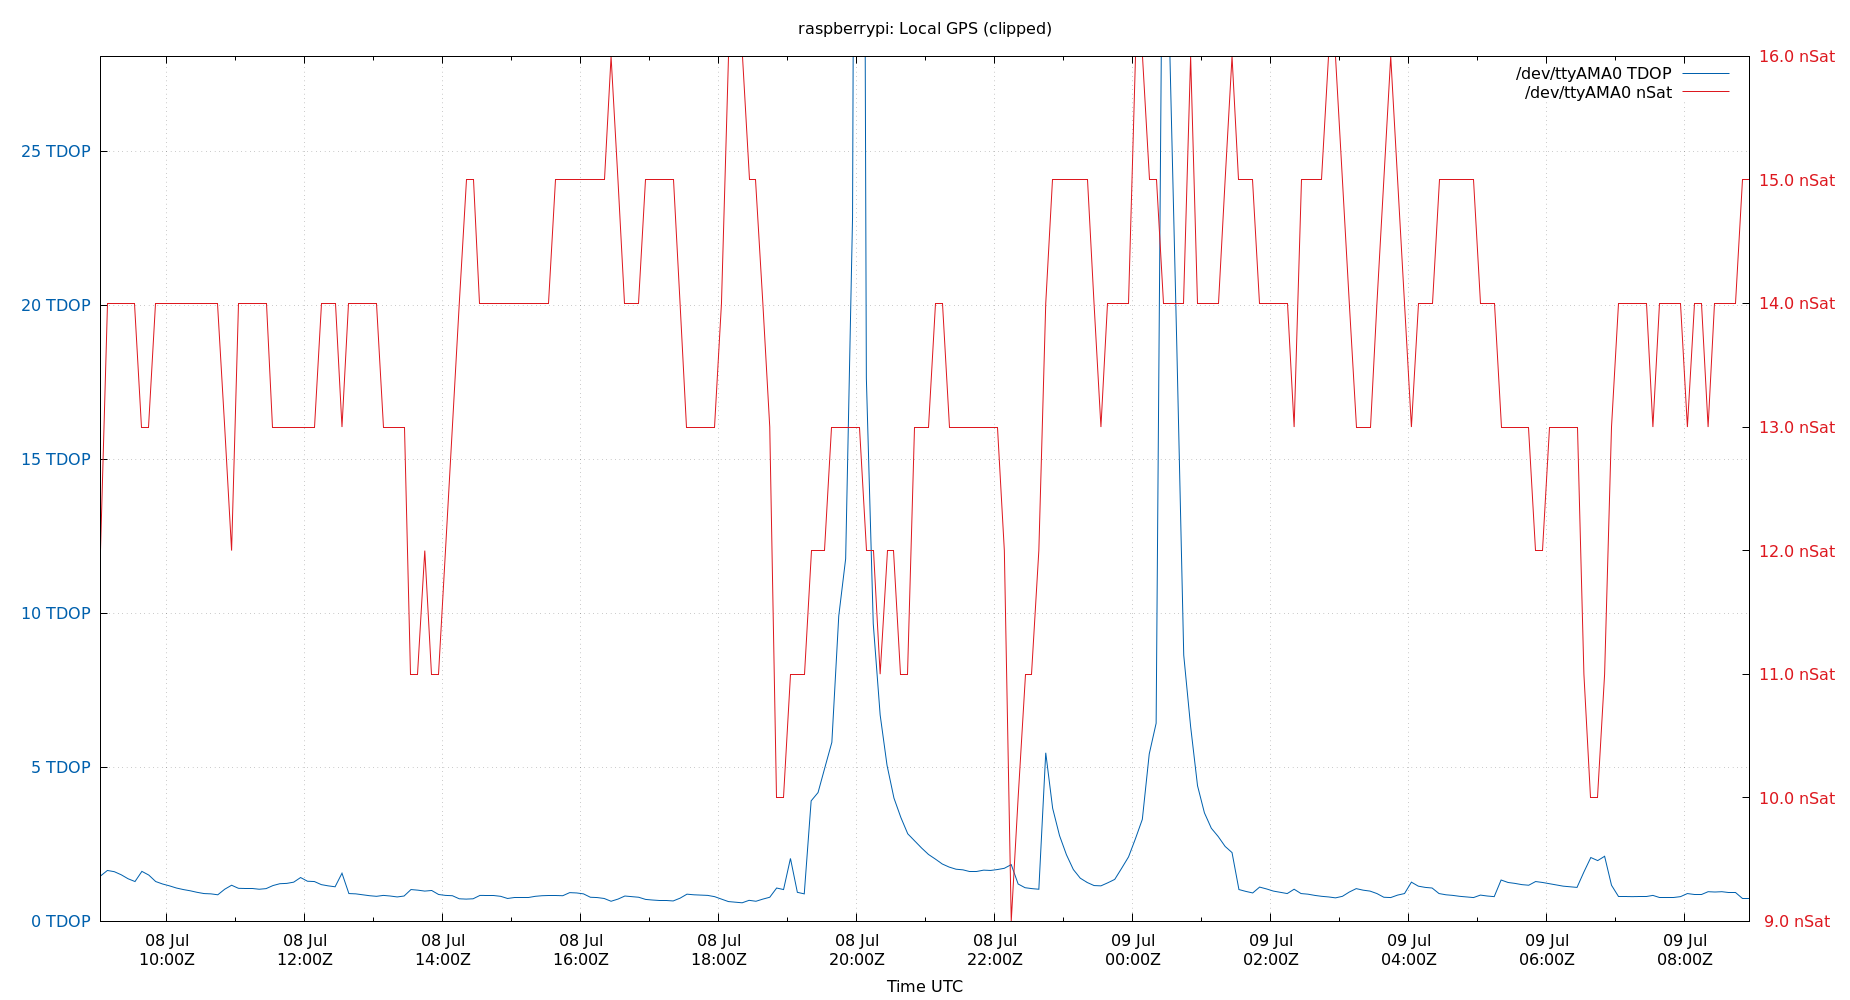 raspberrypi: Local GPS (clipped)
/dev/ttyAMA0 TDOP
/dev/ttyAMA0 nSat
25 TDOP
20 TDOP
15 TDOP
10 TDOP
5 TDOP
0 TDOP
16.0 nSat
15.0 nSat
14.0 nSat
13.0 nSat
12.0 nSat
11.0 nSat
10.0 nSat
9.0 nSat
08 Jul
10:00Z
08 Jul
12:00Z
08 Jul
14:00Z
08 Jul
16:00Z
08 Jul
18:00Z
08 Jul
20:00Z
08 Jul
22:00Z
09 Jul
00:00Z
09 Jul
02:00Z
09 Jul
04:00Z
09 Jul
06:00Z
09 Jul
08:00Z
Time UTC